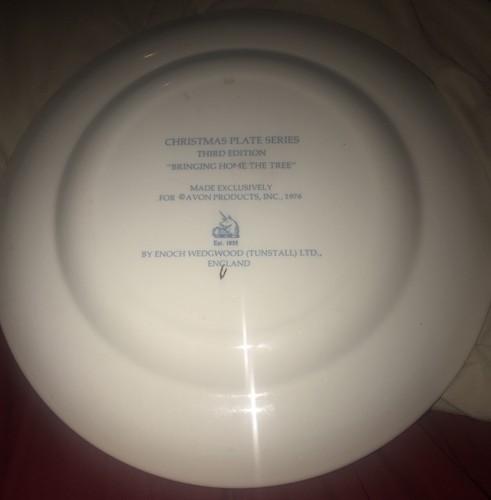 CHRISTMAS PLATE SERIES
THIRD EDITION
"BRINGING HOME THE TREE"
MADE EXCLUSIVELY
FOR ©AVON PRODUCTS, INC., 1976
Est. 1835
BY ENOCH WEDGWOOD (TUNSTALL) LTD.,
ENGLAND